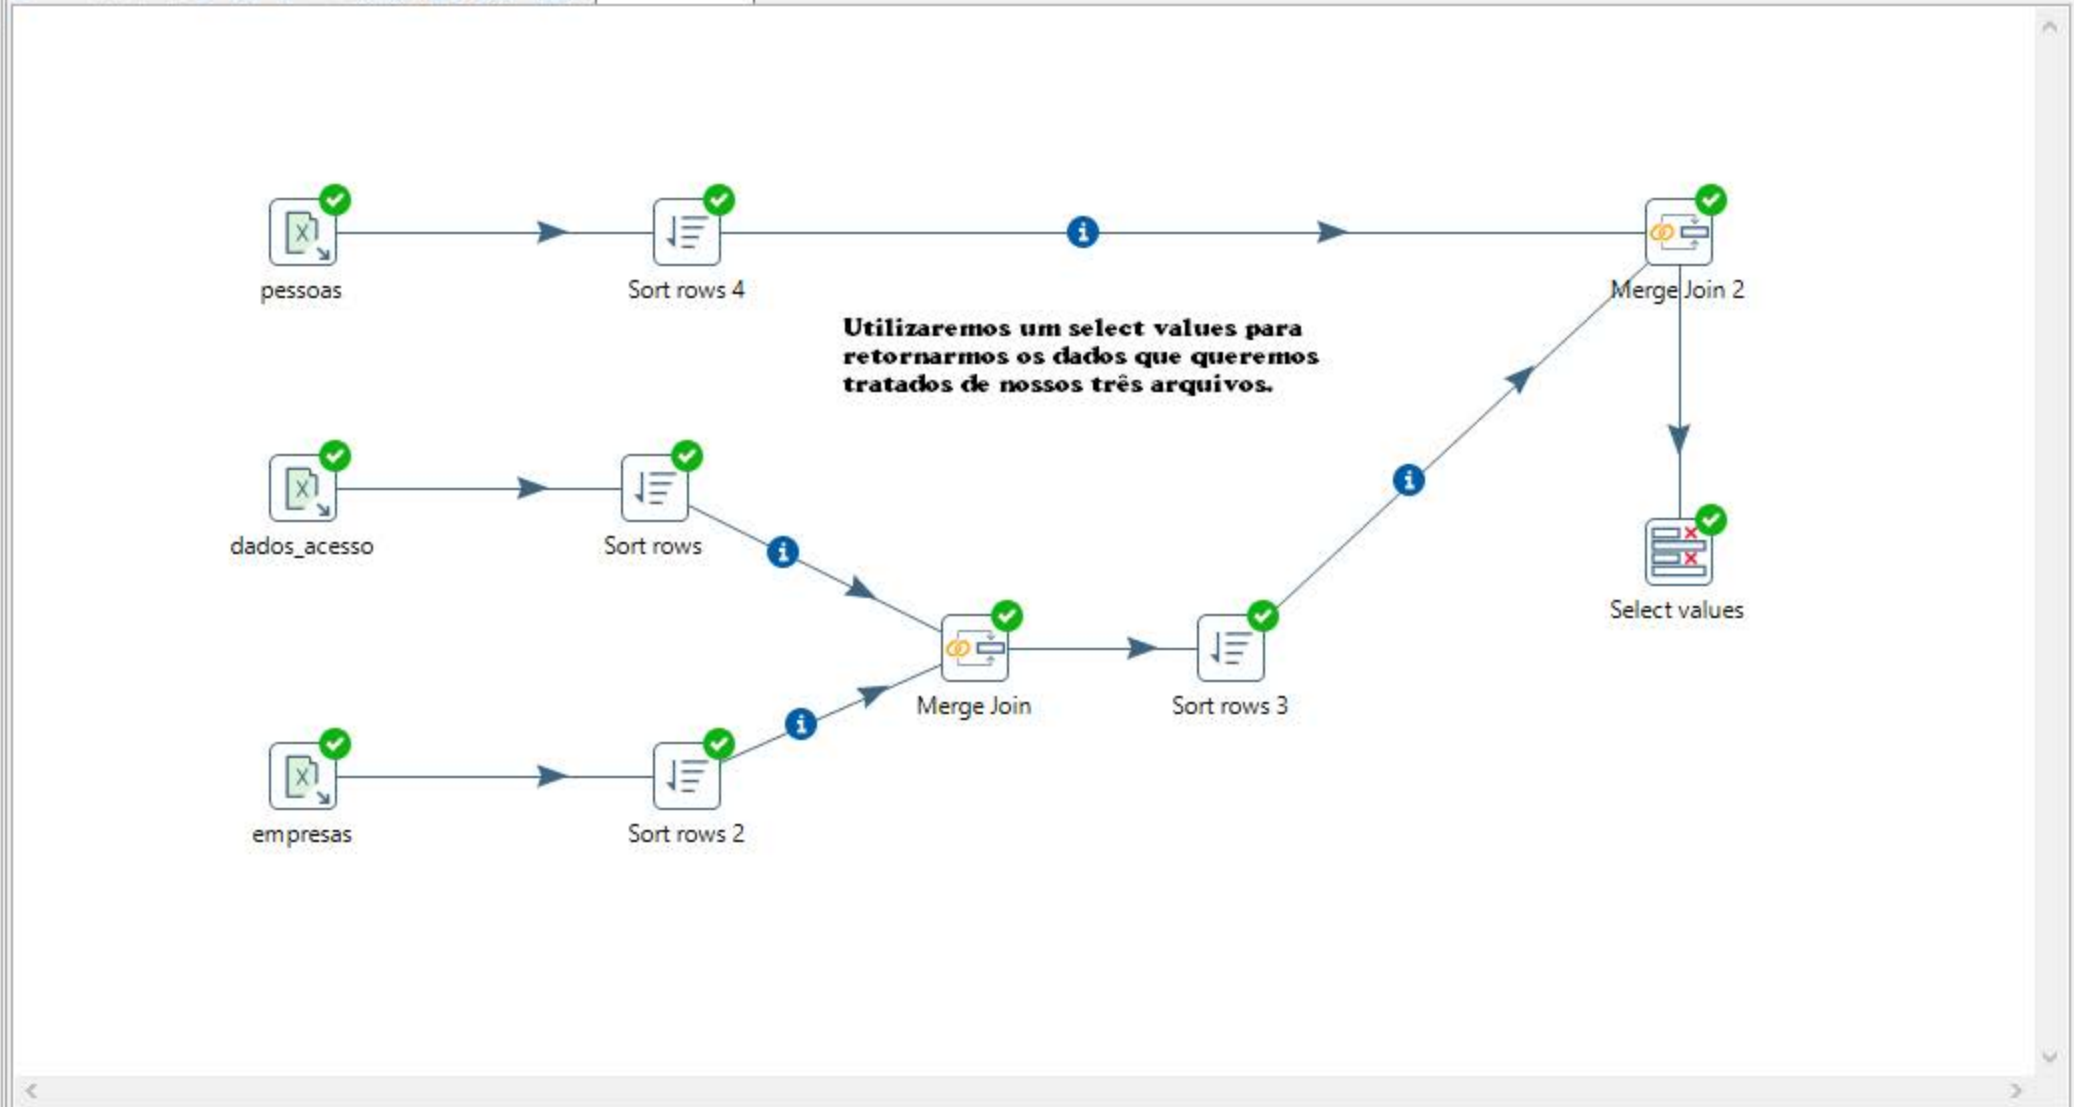 pessoas
Sort rows 4
Merge Join 2
Utilizaremos um select values para
retornarmos os dados que queremos
tratados de nossos três arquivos.
dados_acesso
Sort rows
Select values
Merge Join
Sort rows 3
empresas
Sort rows 2